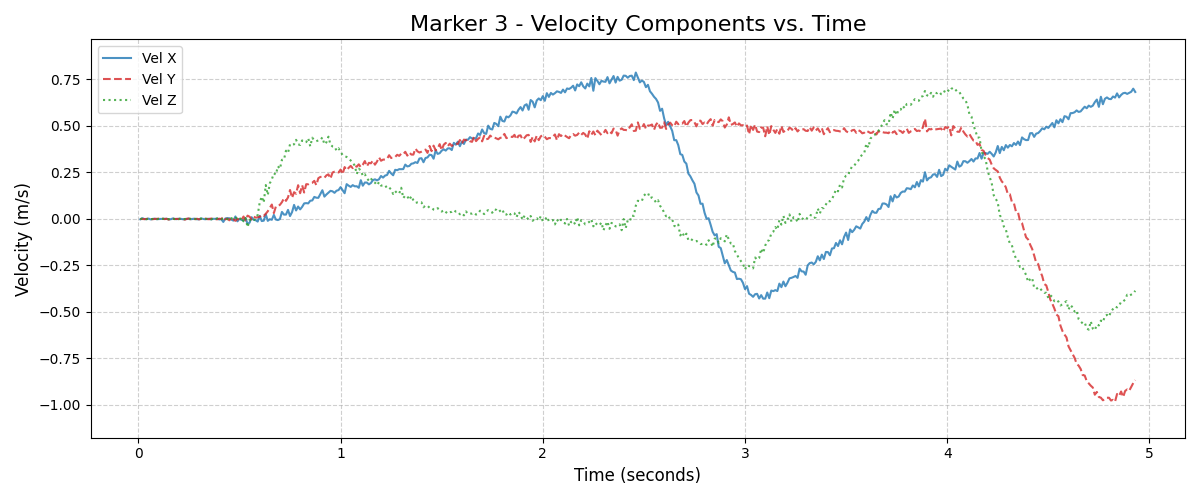 Marker 3 - Velocity Components vs. Time
Vel X
Vel Y
Vel Z
Velocity (m/s)
0.75
0.50
0.25
0.00
−0.25
−0.50
−0.75
−1.00
0 1 2 3 4 5
Time (seconds)